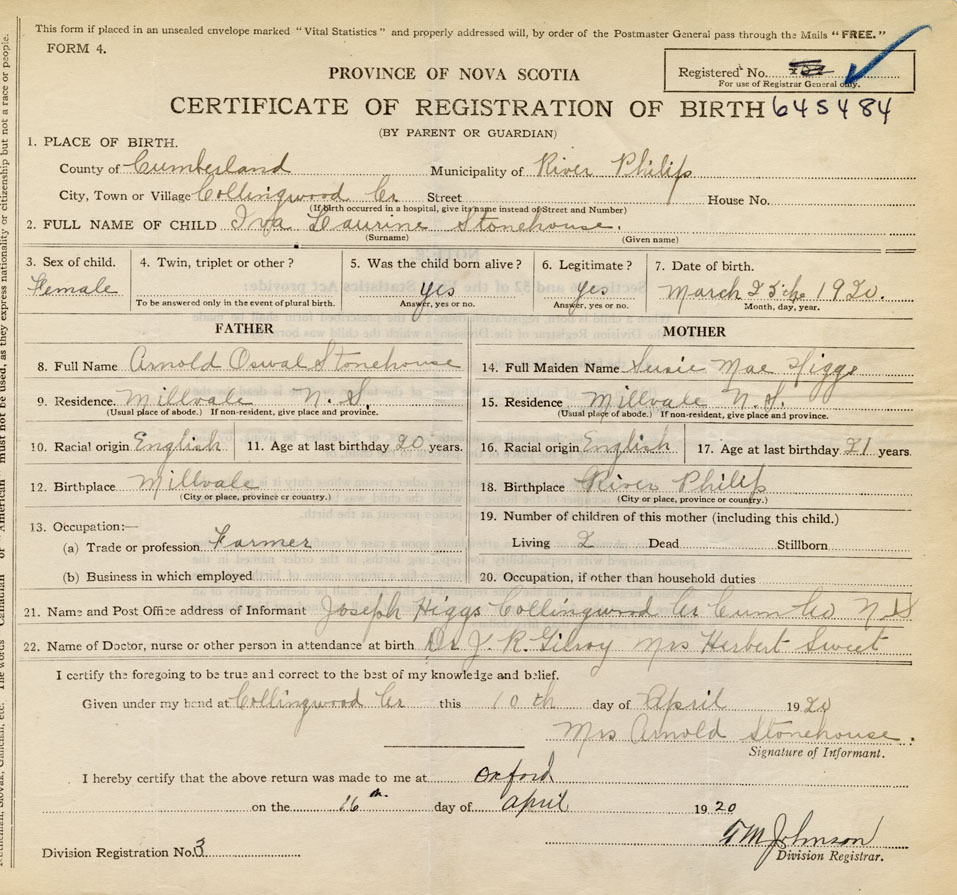 This form if placed in an unsealed envelope marked "Vital Statistics" and properly addressed will, by order of the Postmaster General pass through the Mails "FREE."
FORM 4.
PROVINCE OF NOVA SCOTIA
Registered No.
For use of Registrar General only.
CERTIFICATE OF REGISTRATION OF BIRTH 645484
(BY PARENT OR GUARDIAN)
1. PLACE OF BIRTH.
County of Cumberland Municipality of River Philip
City, Town or Village Collingwood Cr Street House No.
(If birth occurred in a hospital, give its name instead of Street and Number)
2. FULL NAME OF CHILD Iva Laurine Stonehouse.
(Surname) (Given name)
3. Sex of child. 4. Twin, triplet or other? 5. Was the child born alive? 6. Legitimate? 7. Date of birth.
Female yes yes March 25th 1920.
To be answered only in the event of plural birth. Answer, yes or no. Answer, yes or no. Month, day, year.
FATHER MOTHER
8. Full Name Arnold Oswal Stonehouse 14. Full Maiden Name Susie Mae Higgs
9. Residence Millvale N.S. 15. Residence Millvale N.S.
(Usual place of abode.) If non-resident, give place and province. (Usual place of abode.) If non-resident, give place and province.
10. Racial origin English 11. Age at last birthday 20 years. 16. Racial origin English 17. Age at last birthday 21 years.
12. Birthplace Millvale 18. Birthplace River Philip
(City or place, province or country.) (City or place, province or country.)
13. Occupation:— 19. Number of children of this mother (including this child.)
(a) Trade or profession Farmer Living 2 Dead Stillborn
(b) Business in which employed 20. Occupation, if other than household duties
21. Name and Post Office address of Informant Joseph Higgs Collingwood Cr Cum Co N.S
22. Name of Doctor, nurse or other person in attendance at birth Dr J. R. Gilroy Mrs Herbert Sweet
I certify the foregoing to be true and correct to the best of my knowledge and belief.
Given under my hand at Collingwood Cr this 10th day of April 1920
Mrs Arnold Stonehouse.
Signature of Informant.
I hereby certify that the above return was made to me at Oxford
on the 16th day of April 1920
Division Registration No. 3 Johnson
Division Registrar.